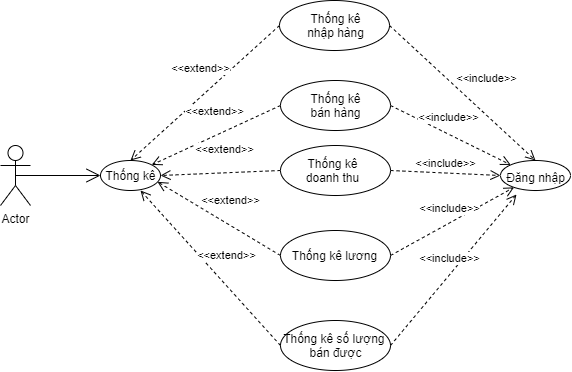 Thống kê
nhập hàng
<<extend>>
<<include>>
Thống kê
bán hàng
<<extend>>
<<include>>
<<extend>>
Thống kê
doanh thu
<<include>>
Thống kê
Đăng nhập
Actor
<<extend>>
<<include>>
Thống kê lương
<<extend>>
<<include>>
Thống kê số lượng
bán được